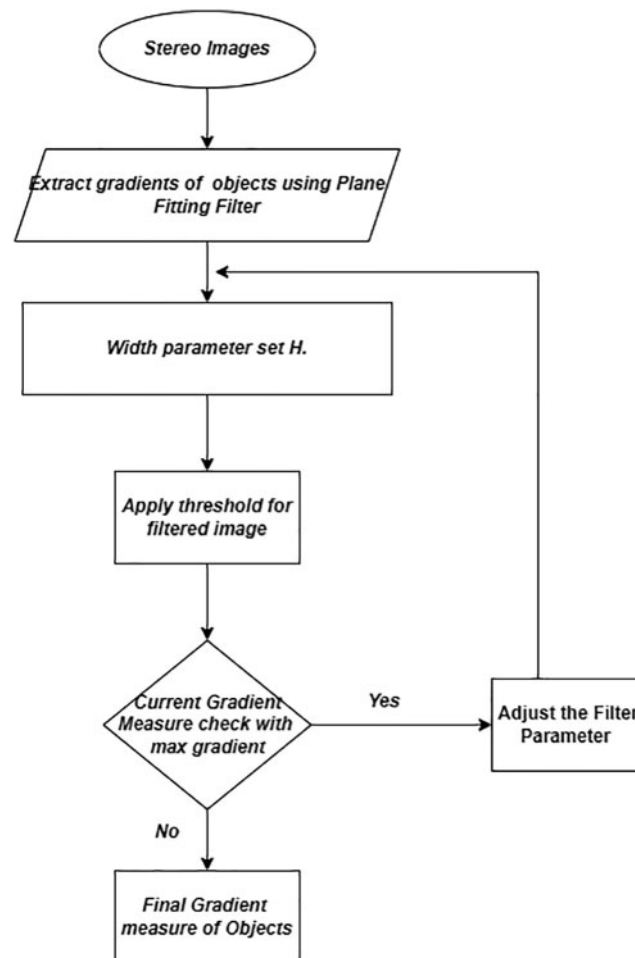 Stereo Images
Extract gradients of objects using Plane
Fitting Filter
Width parameter set H.
Apply threshold for
filtered image
Current Gradient
Measure check with
max gradient
Yes
Adjust the Filter
Parameter
No
Final Gradient
measure of Objects